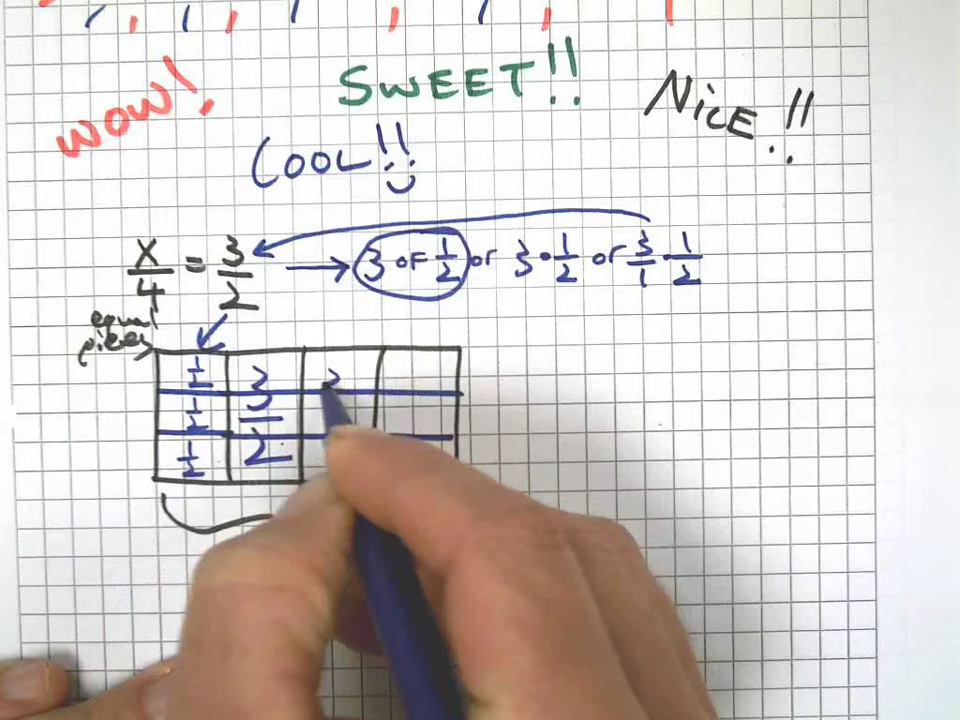 WOW!
SWEET!!
NiCE!!
COOL!!
x/4 = 3/2 → 3 OF 1/2 or 3 · 1/2 or 3/1 · 1/2
equal
pieces
1/2
1/2 3/2
1/2